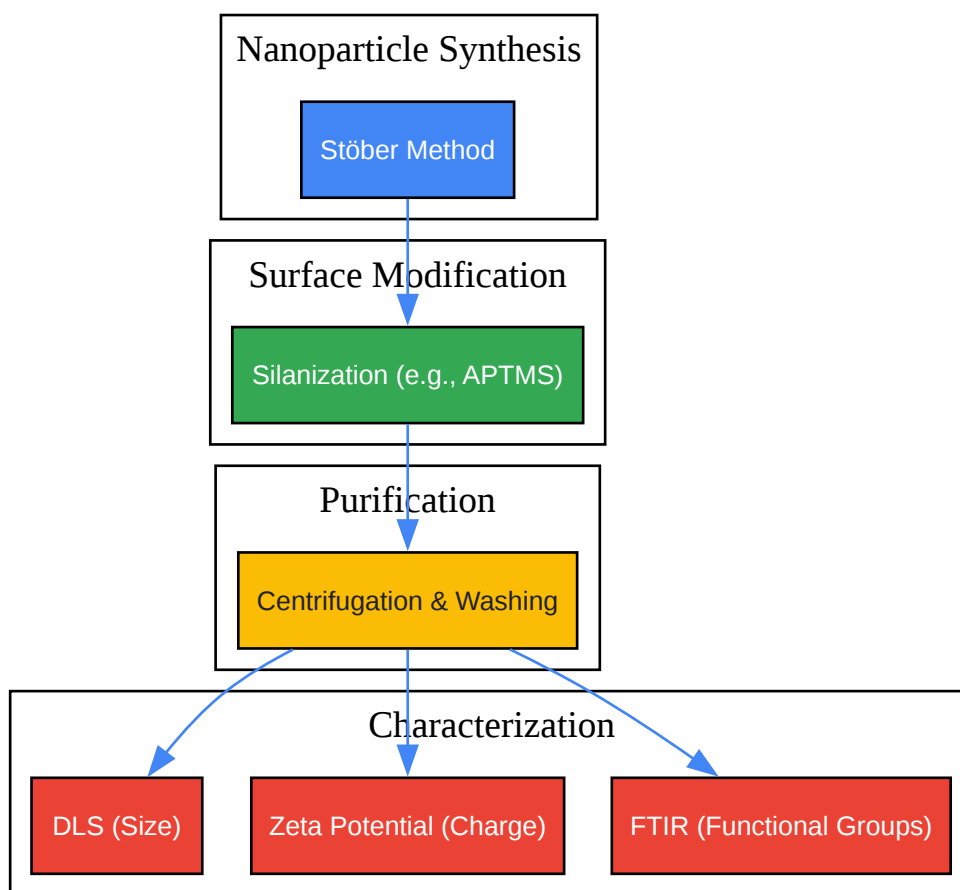 Nanoparticle Synthesis
Stöber Method
Surface Modification
Silanization (e.g., APTMS)
Purification
Centrifugation & Washing
Characterization
DLS (Size)
Zeta Potential (Charge)
FTIR (Functional Groups)